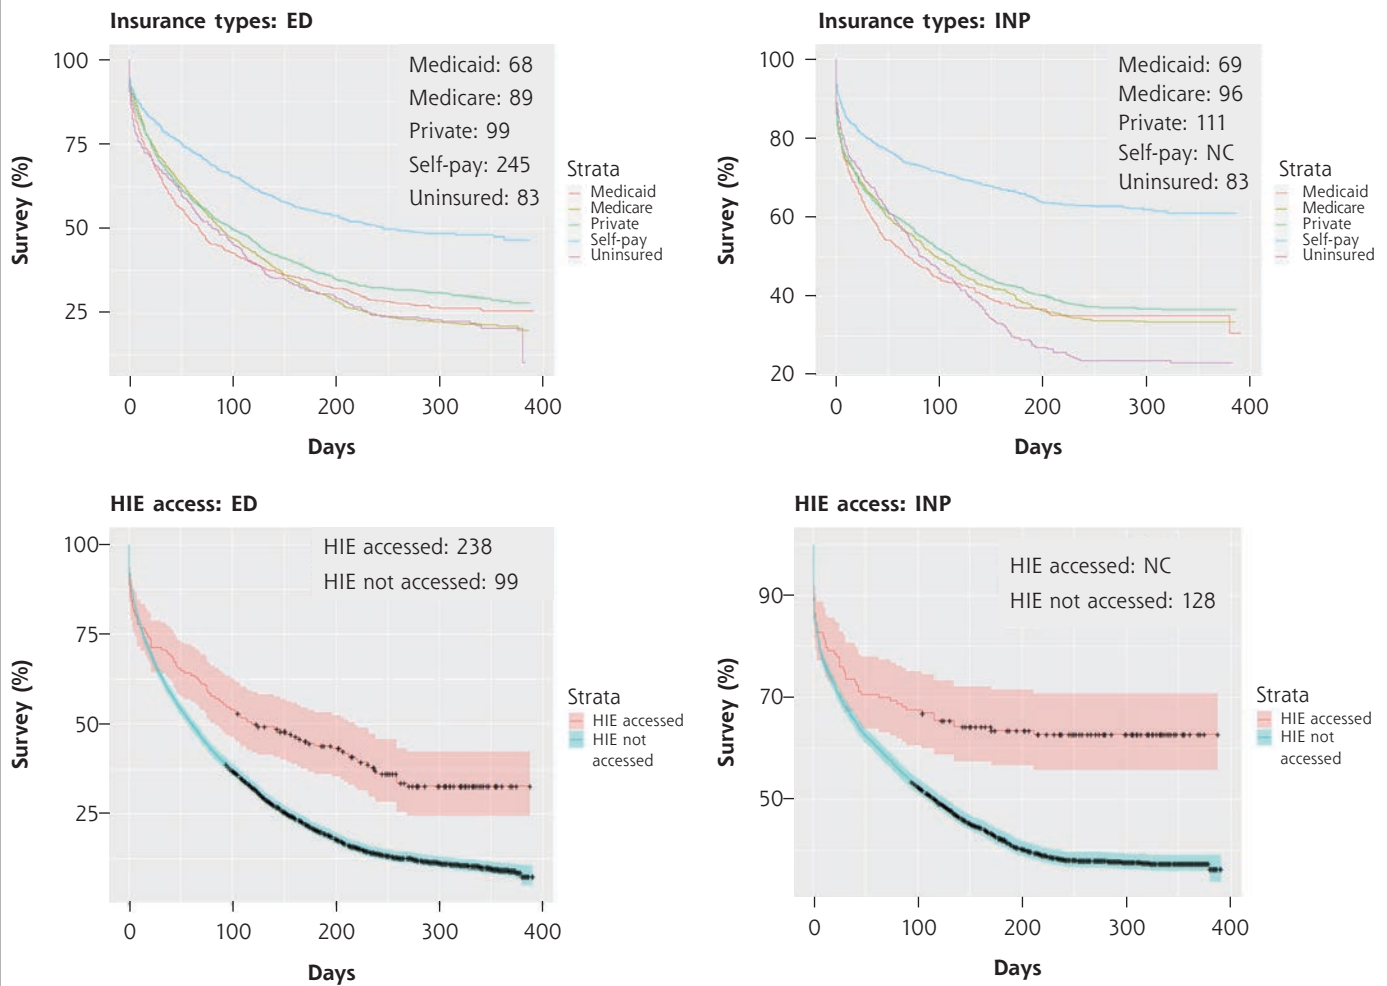 Insurance types: ED
100
75
50
25
Survey (%)
Medicaid: 68
Medicare: 89
Private: 99
Self-pay: 245
Uninsured: 83
Strata
Medicaid
Medicare
Private
Self-pay
Uninsured
0 100 200 300 400
Days
Insurance types: INP
100
80
60
40
20
Survey (%)
Medicaid: 69
Medicare: 96
Private: 111
Self-pay: NC
Uninsured: 83
Strata
Medicaid
Medicare
Private
Self-pay
Uninsured
0 100 200 300 400
Days
HIE access: ED
100
75
50
25
Survey (%)
HIE accessed: 238
HIE not accessed: 99
Strata
HIE accessed
HIE not
accessed
0 100 200 300 400
Days
HIE access: INP
90
70
50
Survey (%)
HIE accessed: NC
HIE not accessed: 128
Strata
HIE accessed
HIE not
accessed
0 100 200 300 400
Days